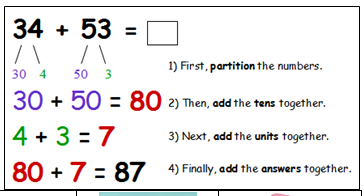 34 + 53 =
30 4 50 3
1) First, partition the numbers.
30 + 50 = 80
2) Then, add the tens together.
4 + 3 = 7
3) Next, add the units together.
80 + 7 = 87
4) Finally, add the answers together.